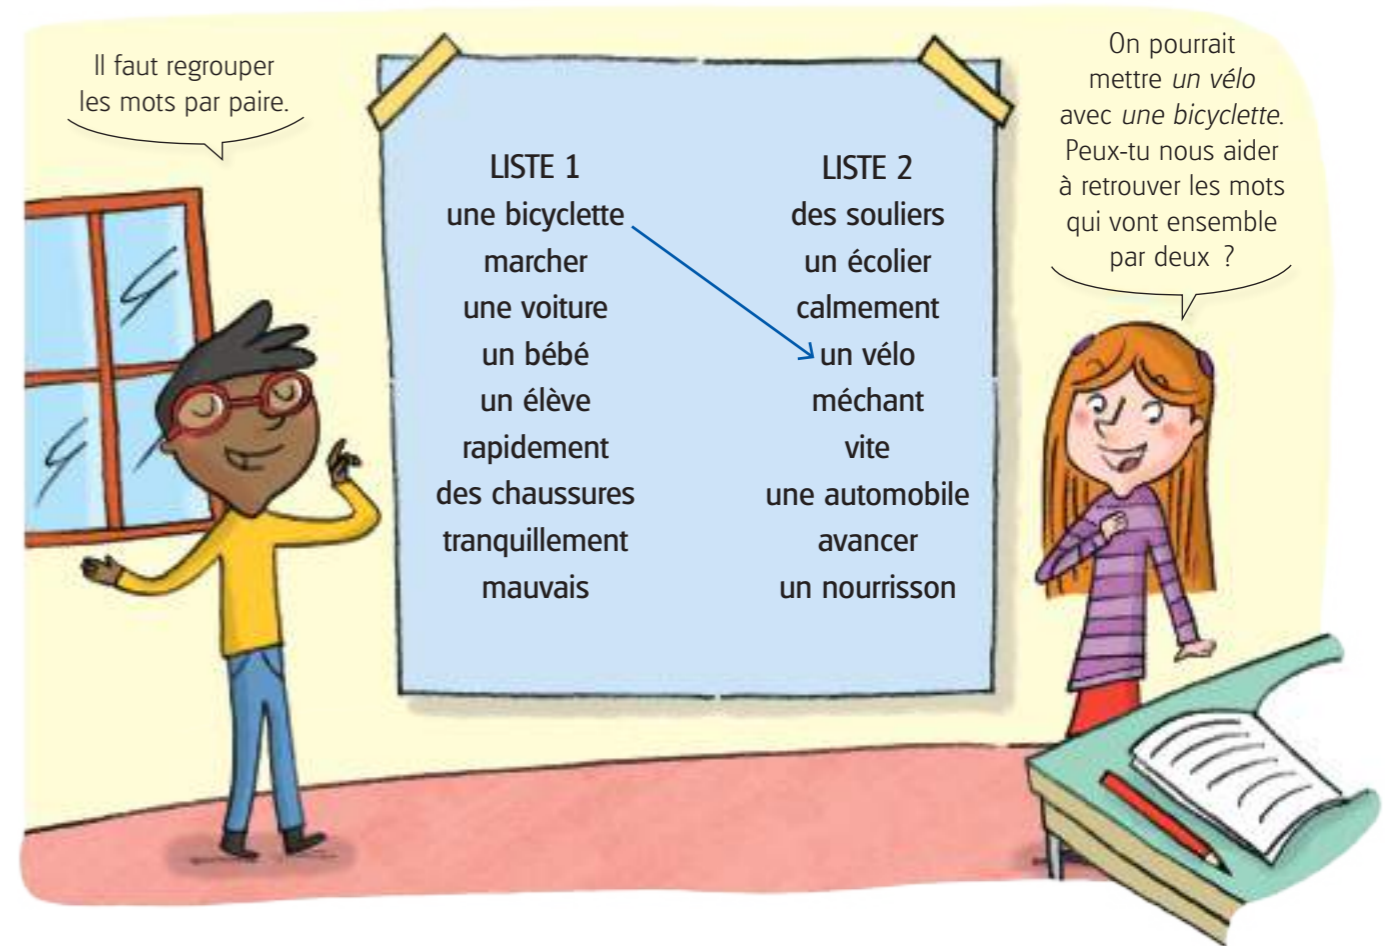 Il faut regrouper
les mots par paire.
On pourrait
mettre un vélo
avec une bicyclette.
Peux-tu nous aider
à retrouver les mots
qui vont ensemble
par deux ?
LISTE 1
une bicyclette
marcher
une voiture
un bébé
un élève
rapidement
des chaussures
tranquillement
mauvais
LISTE 2
des souliers
un écolier
calmement
un vélo
méchant
vite
une automobile
avancer
un nourrisson